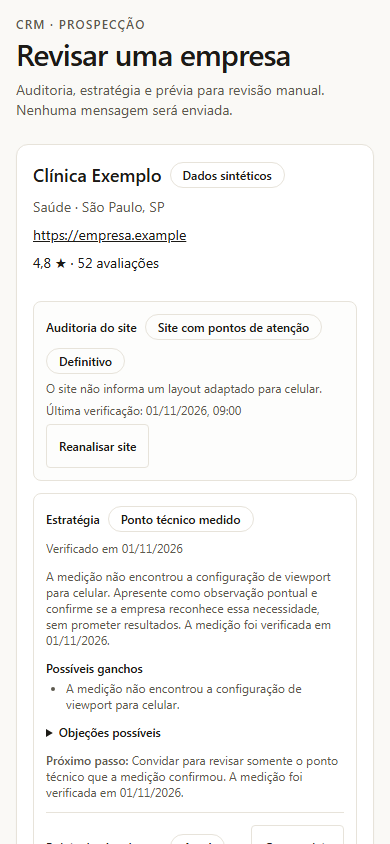 CRM · PROSPECÇÃO
Revisar uma empresa
Auditoria, estratégia e prévia para revisão manual.
Nenhuma mensagem será enviada.
Clínica Exemplo Dados sintéticos
Saúde · São Paulo, SP
https://empresa.example
4,8 ★ · 52 avaliações
Auditoria do site Site com pontos de atenção
Definitivo
O site não informa um layout adaptado para celular.
Última verificação: 01/11/2026, 09:00
Reanalisar site
Estratégia Ponto técnico medido
Verificado em 01/11/2026
A medição não encontrou a configuração de viewport
para celular. Apresente como observação pontual e
confirme se a empresa reconhece essa necessidade,
sem prometer resultados. A medição foi verificada em
01/11/2026.
Possíveis ganchos
• A medição não encontrou a configuração de
viewport para celular.
▶ Objeções possíveis
Próximo passo: Convidar para revisar somente o ponto
técnico que a medição confirmou. A medição foi
verificada em 01/11/2026.